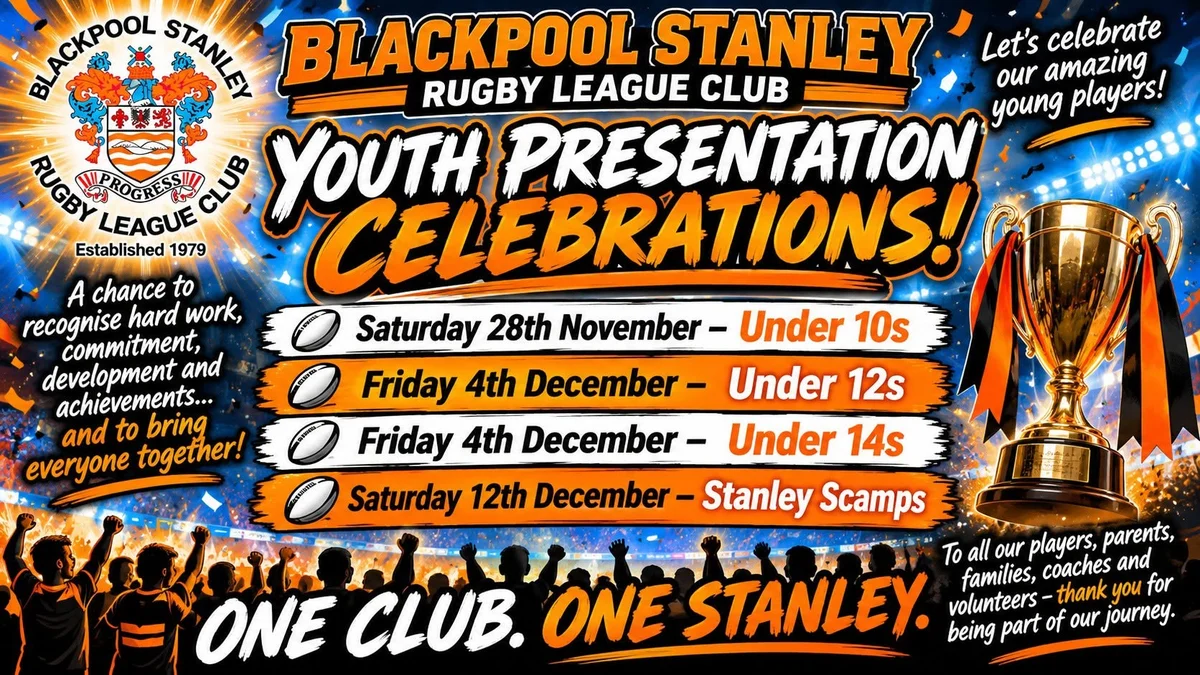 BLACKPOOL STANLEY
RUGBY LEAGUE CLUB
PROGRESS
Established 1979
BLACKPOOL STANLEY
RUGBY LEAGUE CLUB
Let's celebrate
our amazing
young players!
YOUTH PRESENTATION
CELEBRATIONS!
A chance to
recognise hard work,
commitment,
development and
achievements...
and to bring
everyone together!
Saturday 28th November – Under 10s
Friday 4th December – Under 12s
Friday 4th December – Under 14s
Saturday 12th December – Stanley Scamps
To all our players, parents,
families, coaches and
volunteers – thank you for
being part of our journey.
ONE CLUB. ONE STANLEY.